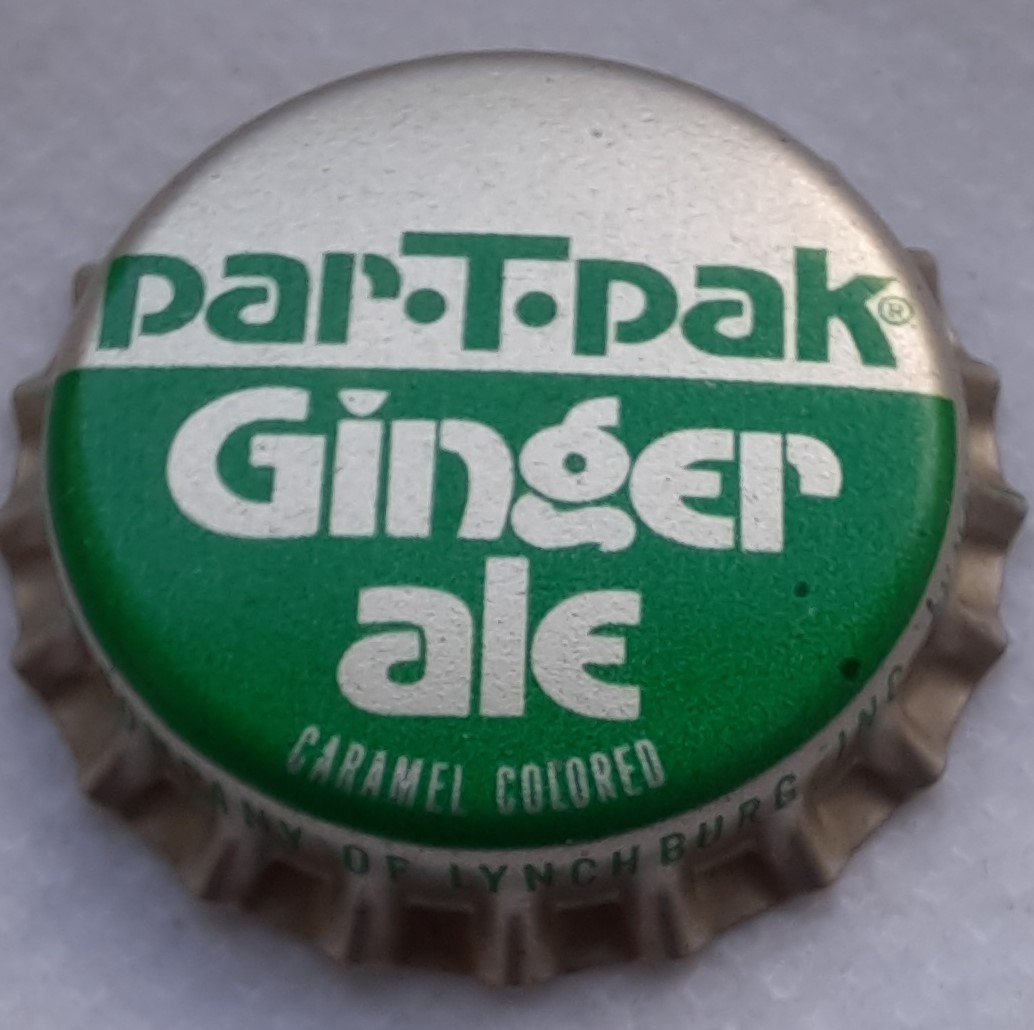 par·T·pak®
Ginger
ale
CARAMEL COLORED
OF LYNCHBURG INC